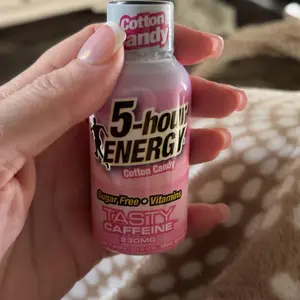 Cotton
Candy
5-hour
ENERGY
Cotton Candy
Sugar Free • Vitamins
TASTY
CAFFEINE
230MG